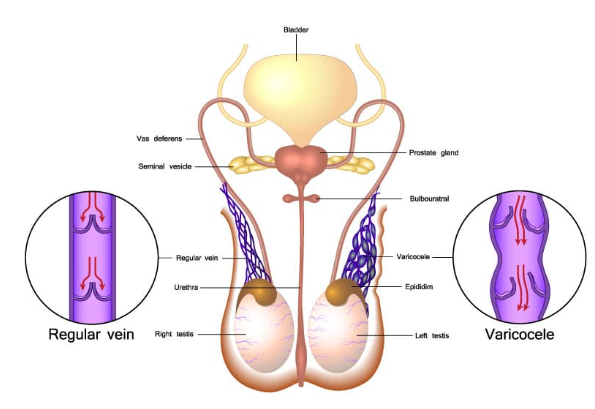 Bladder
Vas deferens
Prostate gland
Seminal vesicle
Bulbouratral
Regular vein
Varicocele
Urethra
Epididim
Right testis
Left testis
Regular vein
Varicocele